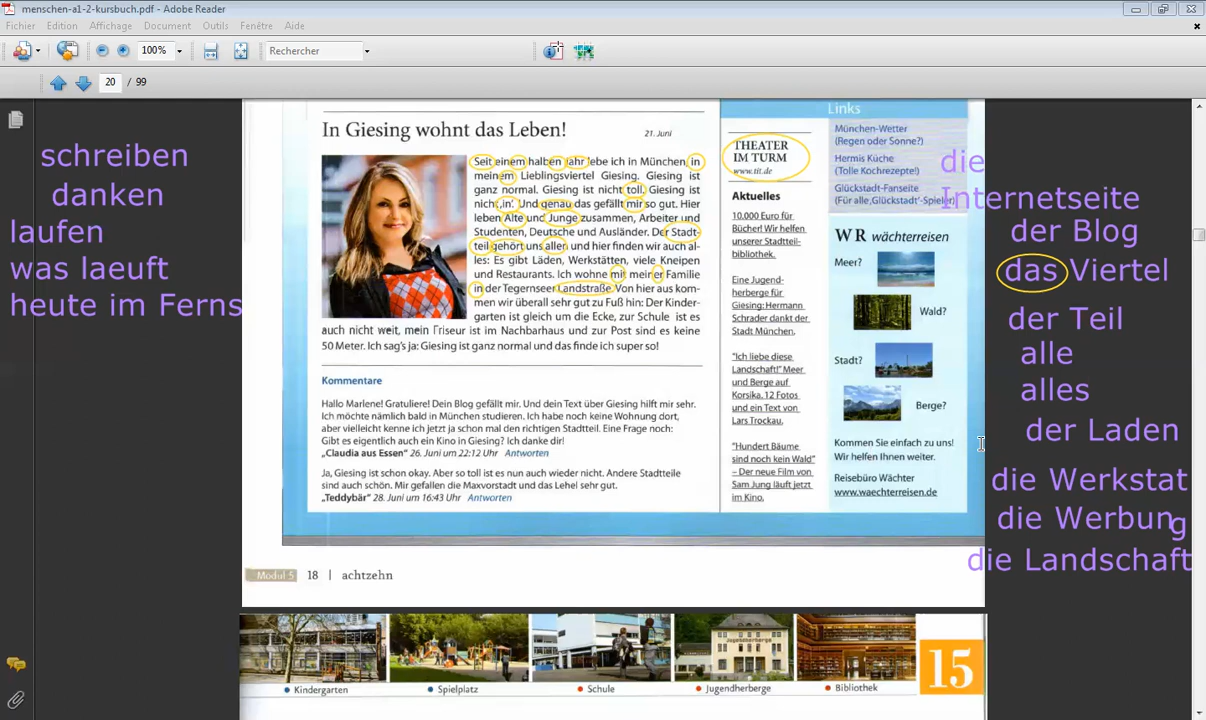 menschen-a1-2-kursbuch.pdf - Adobe Reader
Fichier Edition Affichage Document Outils Fenêtre Aide
100% Rechercher
20 / 99
schreiben
danken
laufen
was laeuft
heute im Ferns
In Giesing wohnt das Leben!
21. Juni
Seit einem halben Jahr lebe ich in München, in
meinem Lieblingsviertel Giesing. Giesing ist
ganz normal. Giesing ist nicht toll. Giesing ist
nicht ‚in‘. Und genau das gefällt mir so gut. Hier
leben Alte und Junge zusammen, Arbeiter und
Studenten, Deutsche und Ausländer. Der Stadt-
teil gehört uns allen und hier finden wir auch al-
les: Es gibt Läden, Werkstätten, viele Kneipen
und Restaurants. Ich wohne mit meiner Familie
in der Tegernseer Landstraße. Von hier aus kom-
men wir überall sehr gut zu Fuß hin: Der Kinder-
garten ist gleich um die Ecke, zur Schule ist es
auch nicht weit, mein Friseur ist im Nachbarhaus und zur Post sind es keine
50 Meter. Ich sag's ja: Giesing ist ganz normal und das finde ich super so!
Kommentare
Hallo Marlene! Gratuliere! Dein Blog gefällt mir. Und dein Text über Giesing hilft mir sehr.
Ich möchte nämlich bald in München studieren. Ich habe noch keine Wohnung dort,
aber vielleicht kenne ich jetzt ja schon mal den richtigen Stadtteil. Eine Frage noch:
Gibt es eigentlich auch ein Kino in Giesing? Ich danke dir!
„Claudia aus Essen“ 26. Juni um 22:12 Uhr Antworten
Ja, Giesing ist schon okay. Aber so toll ist es nun auch wieder nicht. Andere Stadtteile
sind auch schön. Mir gefallen die Maxvorstadt und das Lehel sehr gut.
„Teddybär“ 28. Juni um 16:43 Uhr Antworten
THEATER
IM TURM
www.tit.de
Aktuelles
10.000 Euro für
Bücher! Wir helfen
unserer Stadtteil-
bibliothek.
Eine Jugend-
herberge für
Giesing: Hermann
Schrader dankt der
Stadt München.
"Ich liebe diese
Landschaft!" Meer
und Berge auf
Korsika. 12 Fotos
und ein Text von
Lars Trockau.
"Hundert Bäume
sind noch kein Wald"
– Der neue Film von
Sam Jung läuft jetzt
im Kino.
Links
München-Wetter
(Regen oder Sonne?)
Hermis Küche
(Tolle Kochrezepte!)
Glückstadt-Fanseite
(Für alle ‚Glückstadt‘-Spieler)
WR wächterreisen
Meer?
Wald?
Stadt?
Berge?
Kommen Sie einfach zu uns!
Wir helfen Ihnen weiter.
Reisebüro Wächter
www.waechterreisen.de
die
Internetseite
der Blog
das Viertel
der Teil
alle
alles
der Laden
die Werkstat
die Werbung
die Landschaft
Modul 5 18 | achtzehn
Kindergarten Spielplatz Schule Jugendherberge Bibliothek
15